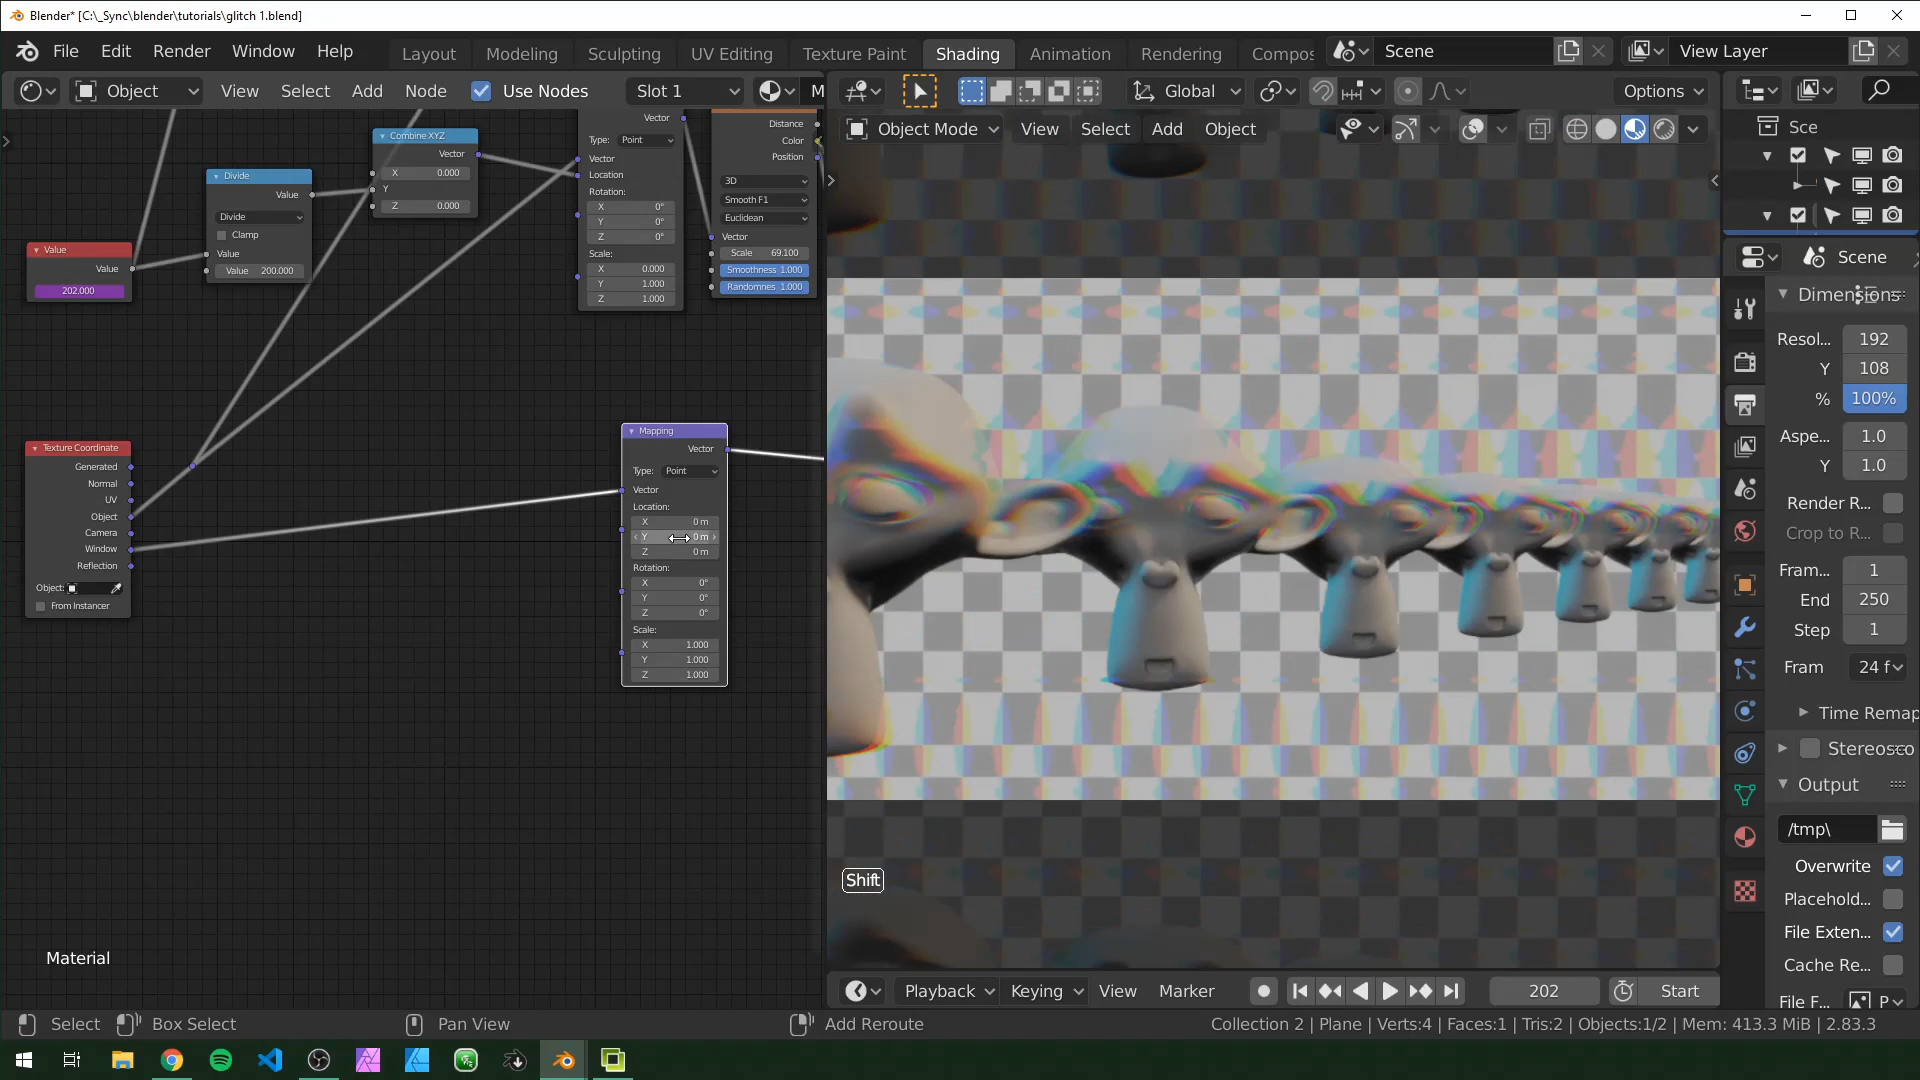 Blender* [C:\_Sync\blender\tutorials\glitch 1.blend]
File Edit Render Window Help
Layout Modeling Sculpting UV Editing Texture Paint Shading Animation Rendering Compos
Scene
View Layer
Object View Select Add Node Use Nodes Slot 1 M
Global
Options
Object Mode View Select Add Object
Sce
Combine XYZ
Vector
X 0.000
Y
Z 0.000
Divide
Value
Divide
Clamp
Value
Value 200.000
Value
Value
202.000
Vector
Type: Point
Vector
Location
Rotation:
X 0°
Y 0°
Z 0°
Scale:
X 0.000
Y 1.000
Z 1.000
Distance
Color
Position
3D
Smooth F1
Euclidean
Vector
Scale 69.100
Smoothness 1.000
Randomnes 1.000
Texture Coordinate
Generated
Normal
UV
Object
Camera
Window
Reflection
Object:
From Instancer
Mapping
Vector
Type: Point
Vector
Location:
X 0 m
Y 0 m
Z 0 m
Rotation:
X 0°
Y 0°
Z 0°
Scale:
X 1.000
Y 1.000
Z 1.000
Material
Shift
Scene
Dimensions
Resol... 192
Y 108
% 100%
Aspe... 1.0
Y 1.0
Render R...
Crop to R...
Fram... 1
End 250
Step 1
Fram 24 f
Time Remap
Stereosco
Output
/tmp\
Overwrite
Placehold...
File Exten...
Cache Re...
File F... P
Playback Keying View Marker 202 Start
Select Box Select Pan View Add Reroute Collection 2 | Plane | Verts:4 | Faces:1 | Tris:2 | Objects:1/2 | Mem: 413.3 MiB | 2.83.3